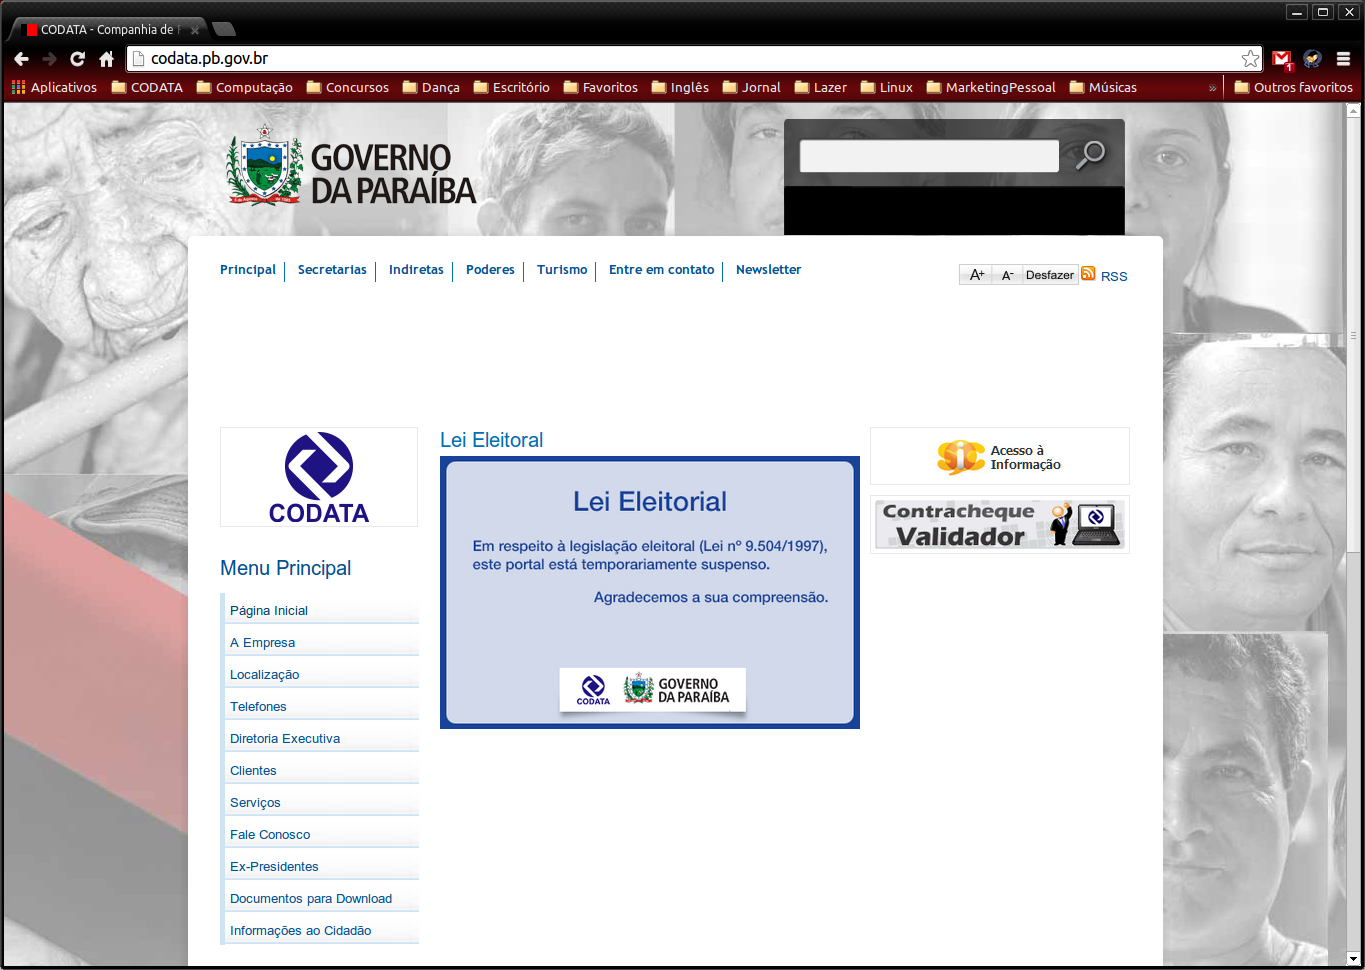 CODATA - Companhia de
codata.pb.gov.br
1
Aplicativos CODATA Computação Concursos Dança Escritório Favoritos Inglês Jornal Lazer Linux MarketingPessoal Músicas » Outros favoritos
GOVERNO
DA PARAÍBA
Principal Secretarias Indiretas Poderes Turismo Entre em contato Newsletter
A+ A- Desfazer RSS
CODATA
Menu Principal
Página Inicial
A Empresa
Localização
Telefones
Diretoria Executiva
Clientes
Serviços
Fale Conosco
Ex-Presidentes
Documentos para Download
Informações ao Cidadão
Lei Eleitoral
Lei Eleitorial
Em respeito à legislação eleitoral (Lei nº 9.504/1997),
este portal está temporariamente suspenso.
Agradecemos a sua compreensão.
CODATA
GOVERNO
DA PARAÍBA
sic
Acesso à
Informação
Contracheque
Validador